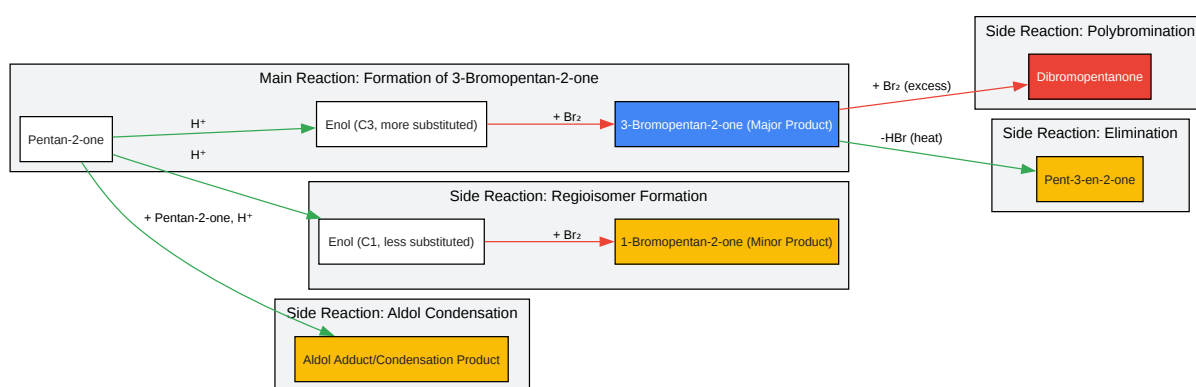 Side Reaction: Polybromination
Dibromopentanone
Main Reaction: Formation of 3-Bromopentan-2-one
+ Br₂ (excess)
Pentan-2-one
H⁺
Enol (C3, more substituted)
+ Br₂
3-Bromopentan-2-one (Major Product)
-HBr (heat)
Side Reaction: Elimination
Pent-3-en-2-one
H⁺
Side Reaction: Regioisomer Formation
+ Pentan-2-one, H⁺
Enol (C1, less substituted)
+ Br₂
1-Bromopentan-2-one (Minor Product)
Side Reaction: Aldol Condensation
Aldol Adduct/Condensation Product